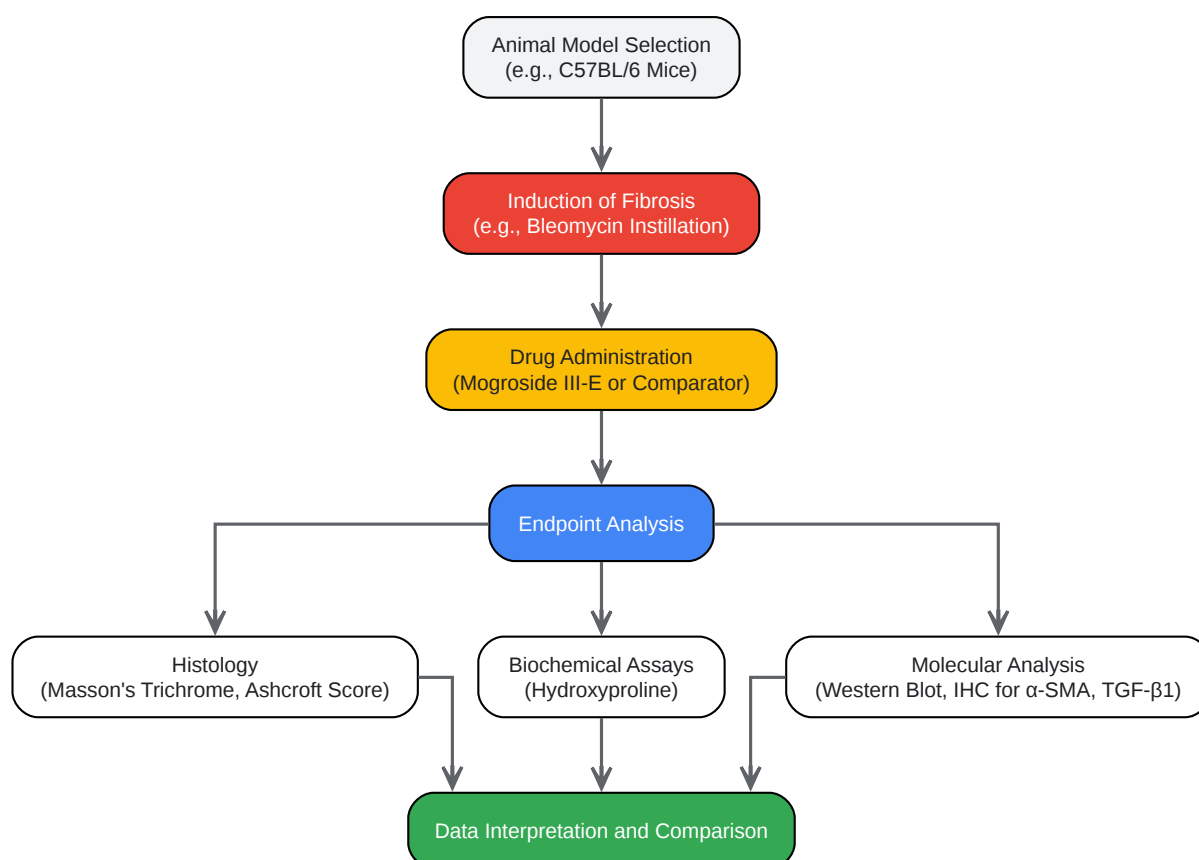 Animal Model Selection
(e.g., C57BL/6 Mice)
Induction of Fibrosis
(e.g., Bleomycin Instillation)
Drug Administration
(Mogroside III-E or Comparator)
Endpoint Analysis
Histology
(Masson's Trichrome, Ashcroft Score)
Biochemical Assays
(Hydroxyproline)
Molecular Analysis
(Western Blot, IHC for α-SMA, TGF-β1)
Data Interpretation and Comparison